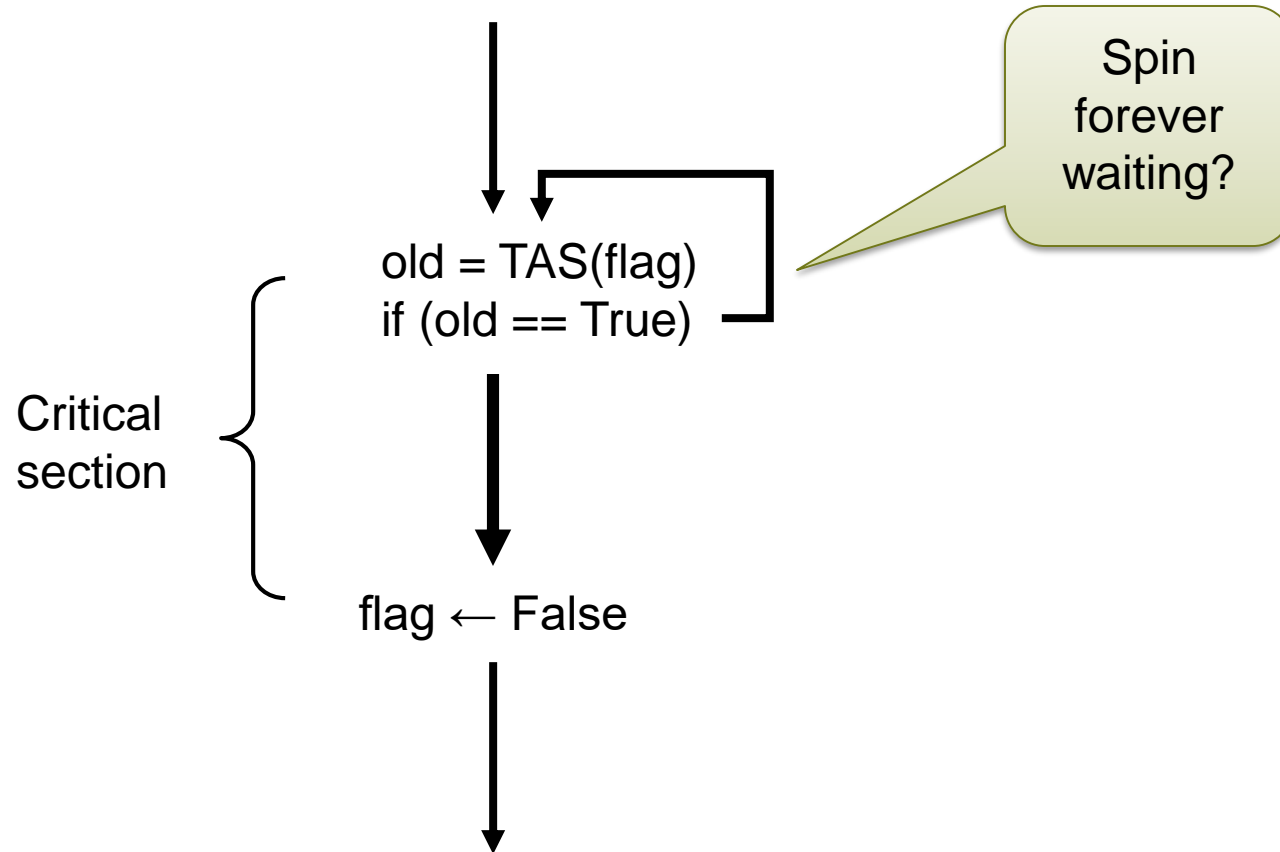 Spin
forever
waiting?
old = TAS(flag)
if (old == True)
Critical
section
flag ← False